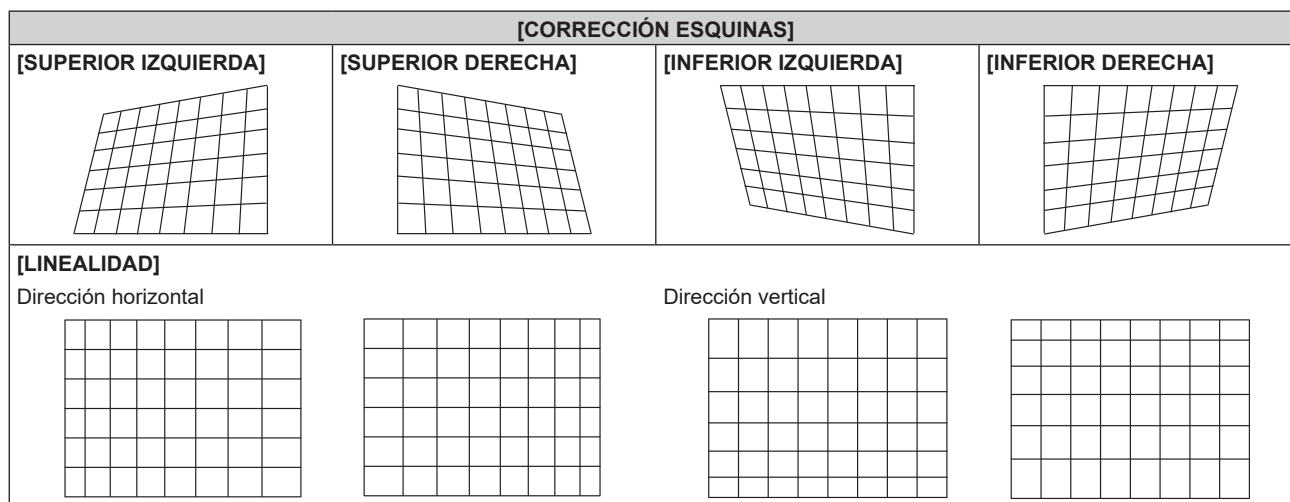 [CORRECCIÓN ESQUINAS]
[SUPERIOR IZQUIERDA]
[SUPERIOR DERECHA]
[INFERIOR IZQUIERDA]
[INFERIOR DERECHA]
[LINEALIDAD]
Dirección horizontal
Dirección vertical